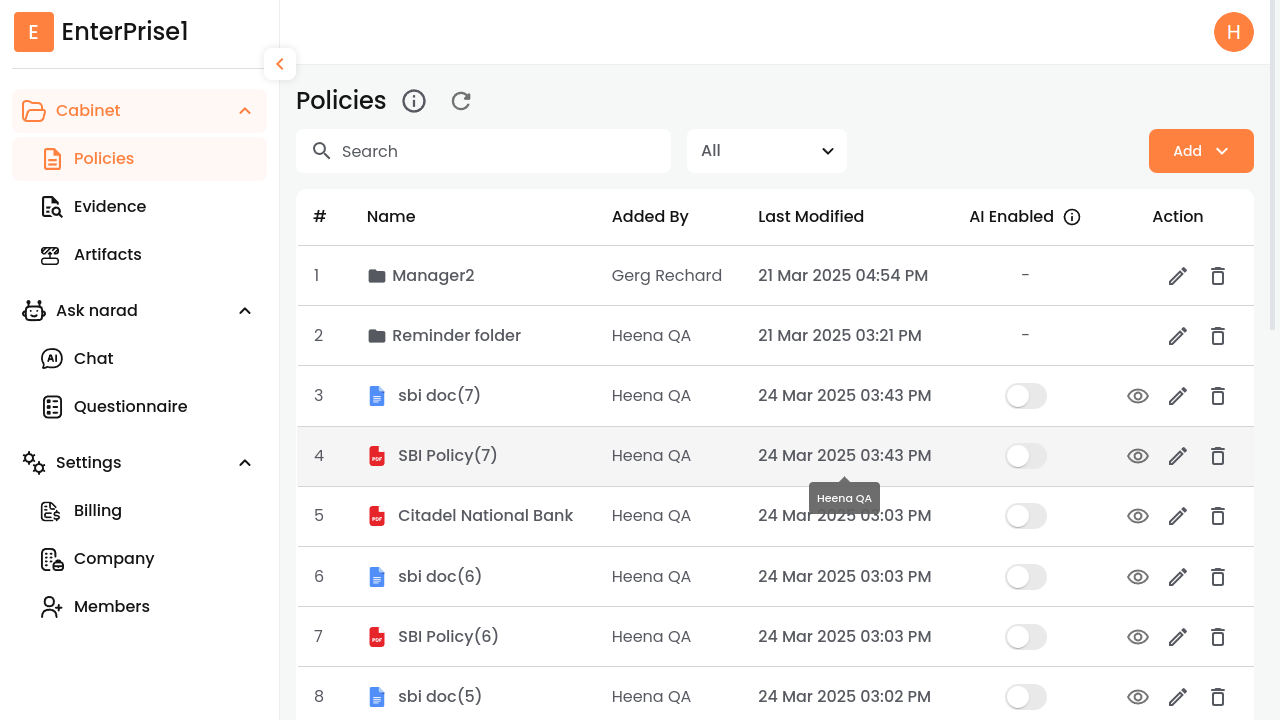 E EnterPrise1
H
Cabinet
Policies
Evidence
Artifacts
Ask narad
AI Chat
Questionnaire
Settings
Billing
Company
Members
Policies
Search
All
Add
# Name Added By Last Modified AI Enabled Action
1 Manager2 Gerg Rechard 21 Mar 2025 04:54 PM -
2 Reminder folder Heena QA 21 Mar 2025 03:21 PM -
3 sbi doc(7) Heena QA 24 Mar 2025 03:43 PM
4 PDF SBI Policy(7) Heena QA 24 Mar 2025 03:43 PM
Heena QA
5 PDF Citadel National Bank Heena QA 24 Mar 2025 03:03 PM
6 sbi doc(6) Heena QA 24 Mar 2025 03:03 PM
7 PDF SBI Policy(6) Heena QA 24 Mar 2025 03:03 PM
8 sbi doc(5) Heena QA 24 Mar 2025 03:02 PM